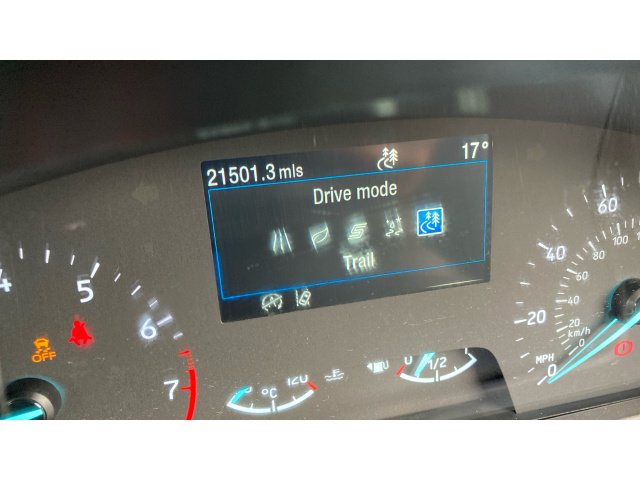 21501.3 mls 17°
Drive mode
Trail
4 5 6 7
OFF
°C 120
0 1/2
0 20 40 60
MPH
0 20 40 60 80 100
km/h